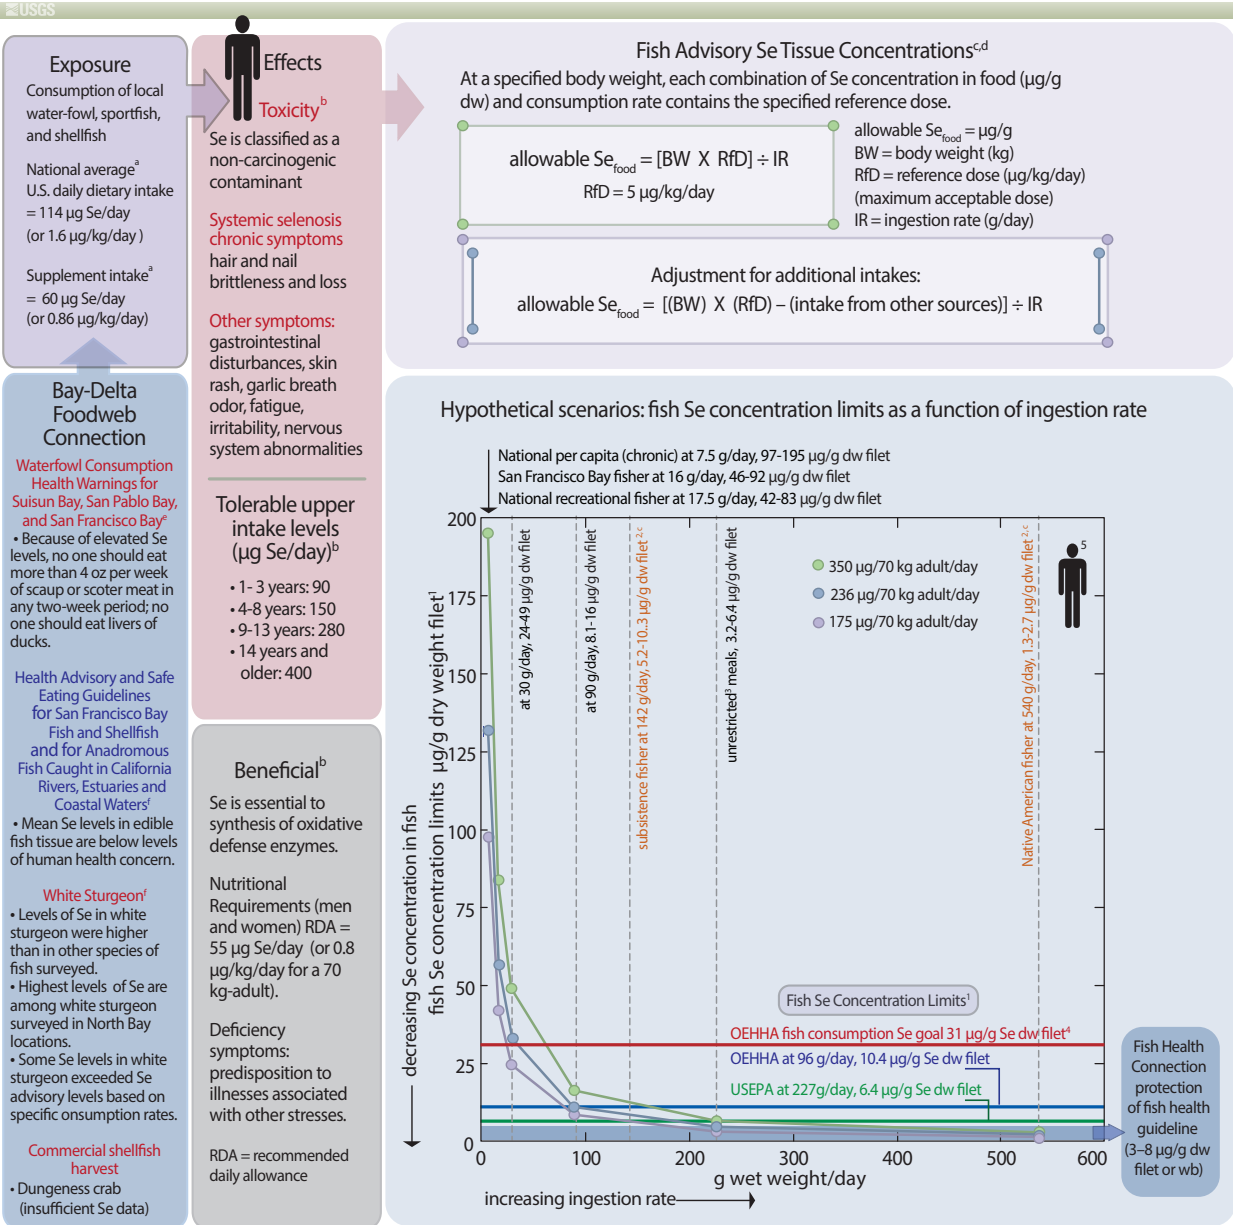 USGS
Exposure
Consumption of local
water-fowl, sportfish,
and shellfish
National averageᵃ
U.S. daily dietary intake
= 114 µg Se/day
(or 1.6 µg/kg/day )
Supplement intakeᵃ
= 60 µg Se/day
(or 0.86 µg/kg/day)
Bay-Delta
Foodweb
Connection
Waterfowl Consumption
Health Warnings for
Suisun Bay, San Pablo Bay,
and San Francisco Bayᵉ
• Because of elevated Se
levels, no one should eat
more than 4 oz per week
of scaup or scoter meat in
any two-week period; no
one should eat livers of
ducks.
Health Advisory and Safe
Eating Guidelines
for San Francisco Bay
Fish and Shellfish
and for Anadromous
Fish Caught in California
Rivers, Estuaries and
Coastal Watersᶠ
• Mean Se levels in edible
fish tissue are below levels
of human health concern.
White Sturgeonᶠ
• Levels of Se in white
sturgeon were higher
than in other species of
fish surveyed.
• Highest levels of Se are
among white sturgeon
surveyed in North Bay
locations.
• Some Se levels in white
sturgeon exceeded Se
advisory levels based on
specific onsumption rates.
Commercial shellfish
harvest
• Dungeness crab
(insufficient Se data)
Effects
Toxicityᵇ
Se is classified as a
non-carcinogenic
contaminant
Systemic selenosis
chronic symptoms
hair and nail
brittleness and loss
Other symptoms:
gastrointestinal
disturbances, skin
rash, garlic breath
odor, fatigue,
irritability, nervous
system abnormalities
Tolerable upper
intake levels
(µg Se/day)ᵇ
• 1- 3 years: 90
• 4-8 years: 150
• 9-13 years: 280
• 14 years and
older: 400
Beneficialᵇ
Se is essential to
synthesis of oxidative
defense enzymes.
Nutritional
Requirements (men
and women) RDA =
55 µg Se/day (or 0.8
µg/kg/day for a 70
kg-adult).
Deficiency
symptoms:
predisposition to
illnesses associated
with other stresses.
RDA = recommended
daily allowance
Fish Advisory Se Tissue Concentrationsᶜ,ᵈ
At a specified body weight, each combination of Se concentration in food (µg/g
dw) and consumption rate contains the specified reference dose.
allowable Se food = [BW X RfD] ÷ IR
RfD = 5 µg/kg/day
allowable Se food = µg/g
BW = body weight (kg)
RfD = reference dose (µg/kg/day)
(maximum acceptable dose)
IR = ingestion rate (g/day)
Adjustment for additional intakes:
allowable Se food = [(BW) X (RfD) – (intake from other sources)] ÷ IR
Hypothetical scenarios: fish Se concentration limits as a function of ingestion rate
National per capita (chronic) at 7.5 g/day, 97-195 µg/g dw filet
San Francisco Bay fisher at 16 g/day, 46-92 µg/g dw filet
National recreational fisher at 17.5 g/day, 42-83 µg/g dw filet
decreasing Se concentration in fish
fish Se concentration limits µg/g dry weight filet¹
200
175
150
125
100
75
50
25
0
at 30 g/day, 24-49 µg/g dw filet
at 90 g/day, 8.1-16 µg/g dw filet
subsistence fisher at 142 g/day, 5.2-10..3 µg/g dw filet ²,ᶜ
unrestricted³ meals, 3.2-6.4 µg/g dw filet
Native American fisher at 540 g/day, 1.3-2.7 µg/g dw filet ²,ᶜ
350 µg/70 kg adult/day
236 µg/70 kg adult/day
175 µg/70 kg adult/day
5
Fish Se Concentration Limits¹
OEHHA fish consumption Se goal 31 µg/g Se dw filet⁴
OEHHA at 96 g/day, 10.4 µg/g Se dw filet
USEPA at 227g/day, 6.4 µg/g Se dw filet
0 100 200 300 400 500 600
g wet weight/day
increasing ingestion rate
Fish Health
Connection
protection
of fish health
guideline
(3–8 µg/g dw
filet or wb)